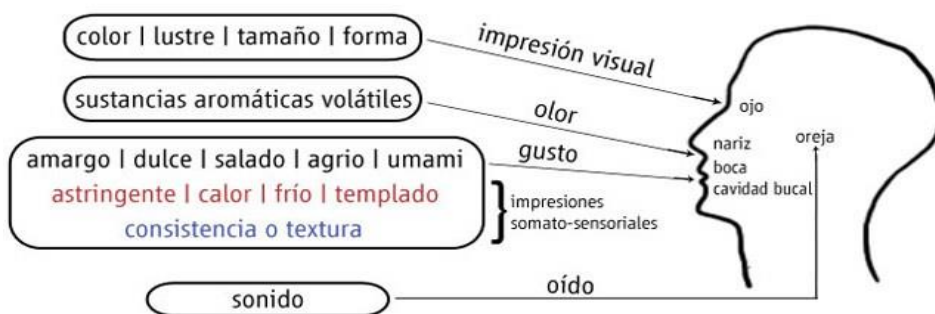 color | lustre | tamaño | forma
impresión visual
ojo
sustancias aromáticas volátiles
olor
nariz
oreja
amargo | dulce | salado | agrio | umami
gusto
boca
cavidad bucal
astringente | calor | frío | templado
consistencia o textura
impresiones
somato-sensoriales
sonido
oído